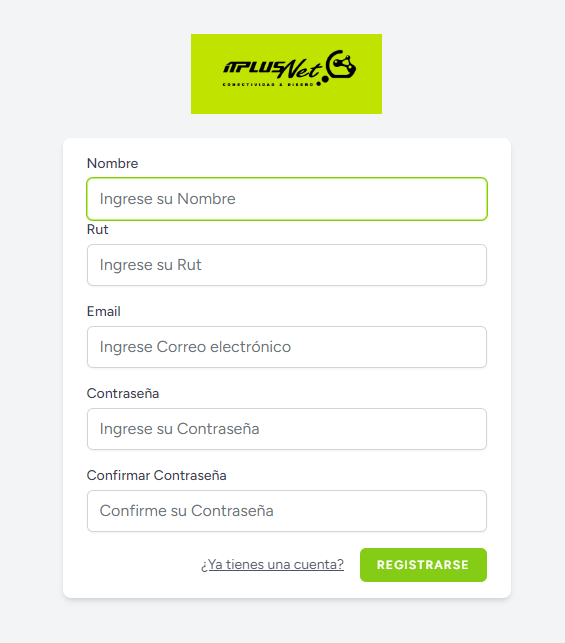 ITPLUSNet
CONECTIVIDAD & DISEÑO
Nombre
Ingrese su Nombre
Rut
Ingrese su Rut
Email
Ingrese Correo electrónico
Contraseña
Ingrese su Contraseña
Confirmar Contraseña
Confirme su Contraseña
¿Ya tienes una cuenta? REGISTRARSE